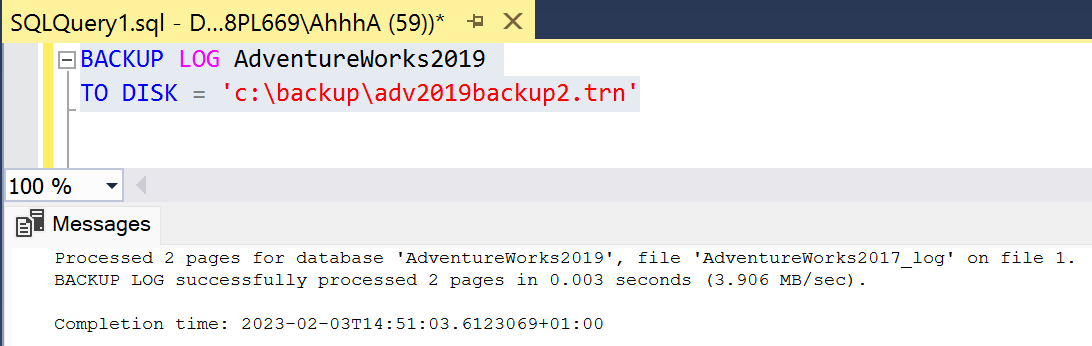 SQLQuery1.sql - D...8PL669\AhhhA (59))*
BACKUP LOG AdventureWorks2019
TO DISK = 'c:\backup\adv2019backup2.trn'
100 %
Messages
Processed 2 pages for database 'AdventureWorks2019', file 'AdventureWorks2017_log' on file 1.
BACKUP LOG successfully processed 2 pages in 0.003 seconds (3.906 MB/sec).
Completion time: 2023-02-03T14:51:03.6123069+01:00